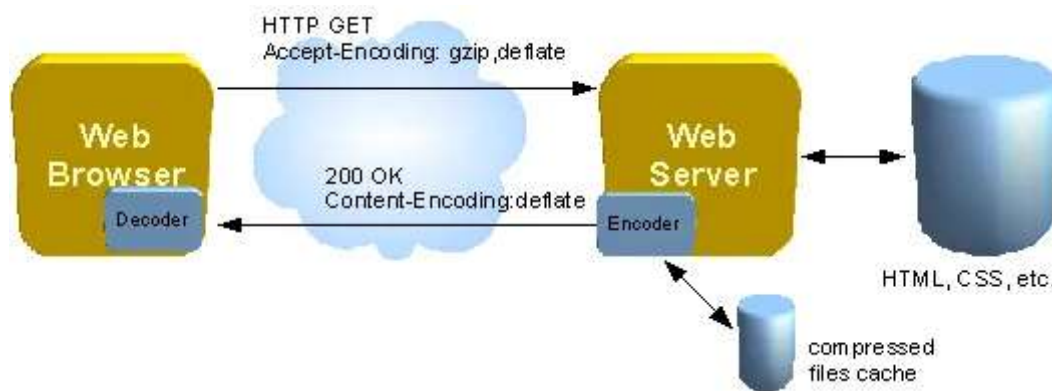 HTTP GET
Accept-Encoding: gzip,deflate
Web
Browser
Decoder
200 OK
Content-Encoding:deflate
Web
Server
Encoder
HTML, CSS, etc.
compressed
files cache